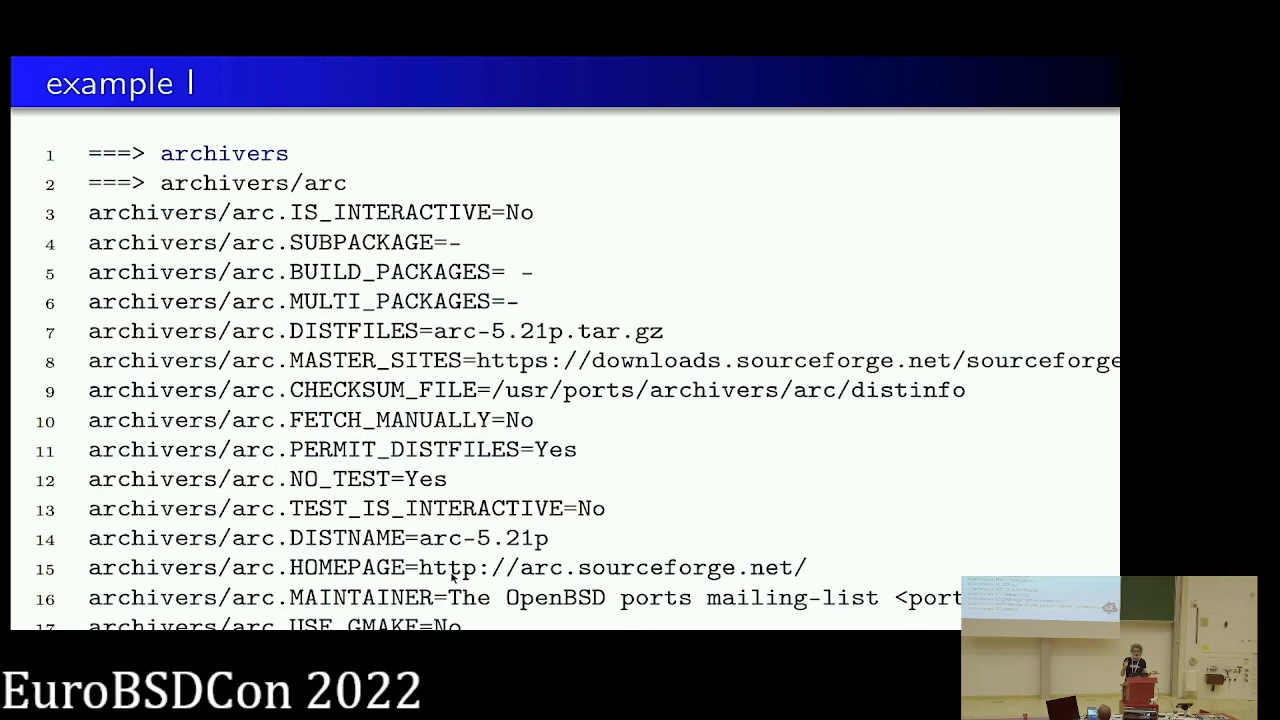 example I
1 ===> archivers
2 ===> archivers/arc
3 archivers/arc.IS_INTERACTIVE=No
4 archivers/arc.SUBPACKAGE=-
5 archivers/arc.BUILD_PACKAGES= -
6 archivers/arc.MULTI_PACKAGES=-
7 archivers/arc.DISTFILES=arc-5.21p.tar.gz
8 archivers/arc.MASTER_SITES=https://downloads.sourceforge.net/sourceforge
9 archivers/arc.CHECKSUM_FILE=/usr/ports/archivers/arc/distinfo
10 archivers/arc.FETCH_MANUALLY=No
11 archivers/arc.PERMIT_DISTFILES=Yes
12 archivers/arc.NO_TEST=Yes
13 archivers/arc.TEST_IS_INTERACTIVE=No
14 archivers/arc.DISTNAME=arc-5.21p
15 archivers/arc.HOMEPAGE=http://arc.sourceforge.net/
16 archivers/arc.MAINTAINER=The OpenBSD ports mailing-list <port
17 archivers/arc.USE_GMAKE=No
EuroBSDCon 2022